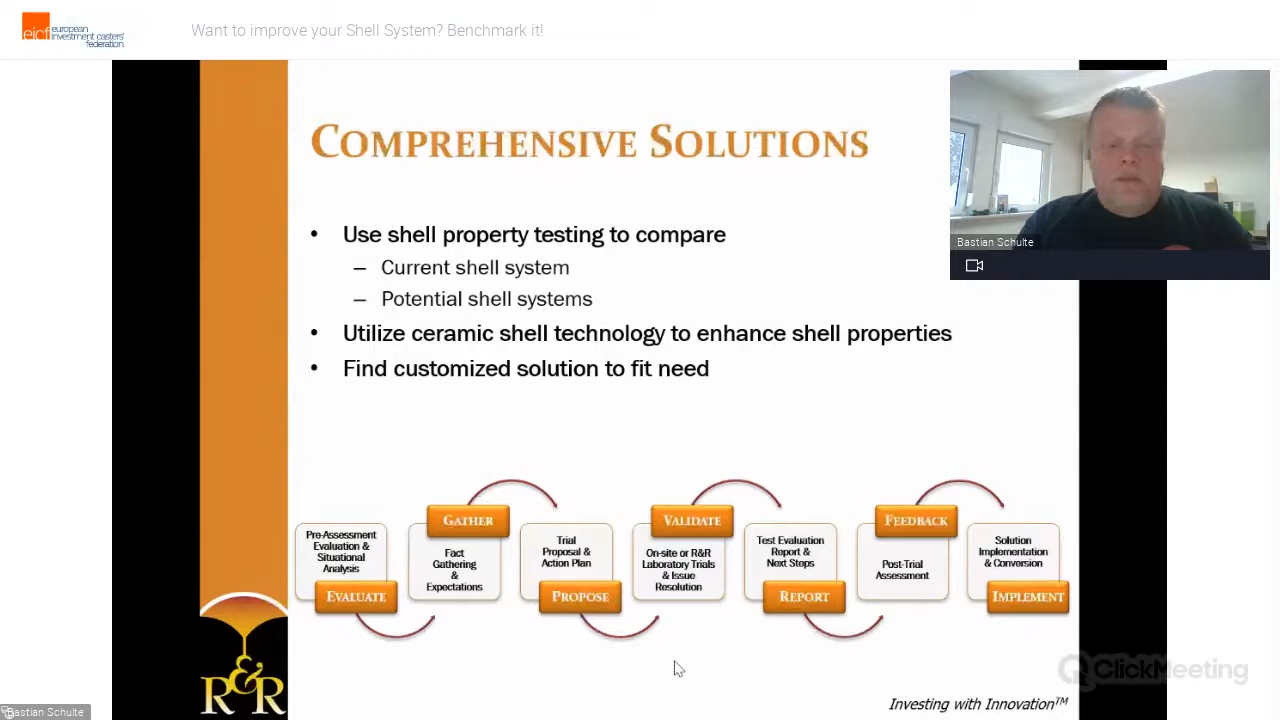 eicf
european
investment casters'
federation.
Want to improve your Shell System? Benchmark it!
COMPREHENSIVE SOLUTIONS
Bastian Schulte
• Use shell property testing to compare
– Current shell system
– Potential shell systems
• Utilize ceramic shell technology to enhance shell properties
• Find customized solution to fit need
Pre-Assessment
Evaluation &
Situational
Analysis
EVALUATE
GATHER
Fact
Gathering
&
Expectations
Trial
Proposal &
Action Plan
PROPOSE
VALIDATE
On-site or R&R
Laboratory Trials
& Issue
Resolution
Test Evaluation
Report &
Next Steps
REPORT
FEEDBACK
Post-Trial
Assessment
Solution
Implementation
& Conversion
IMPLEMENT
R&R
ClickMeeting
Investing with Innovation™
Bastian Schulte